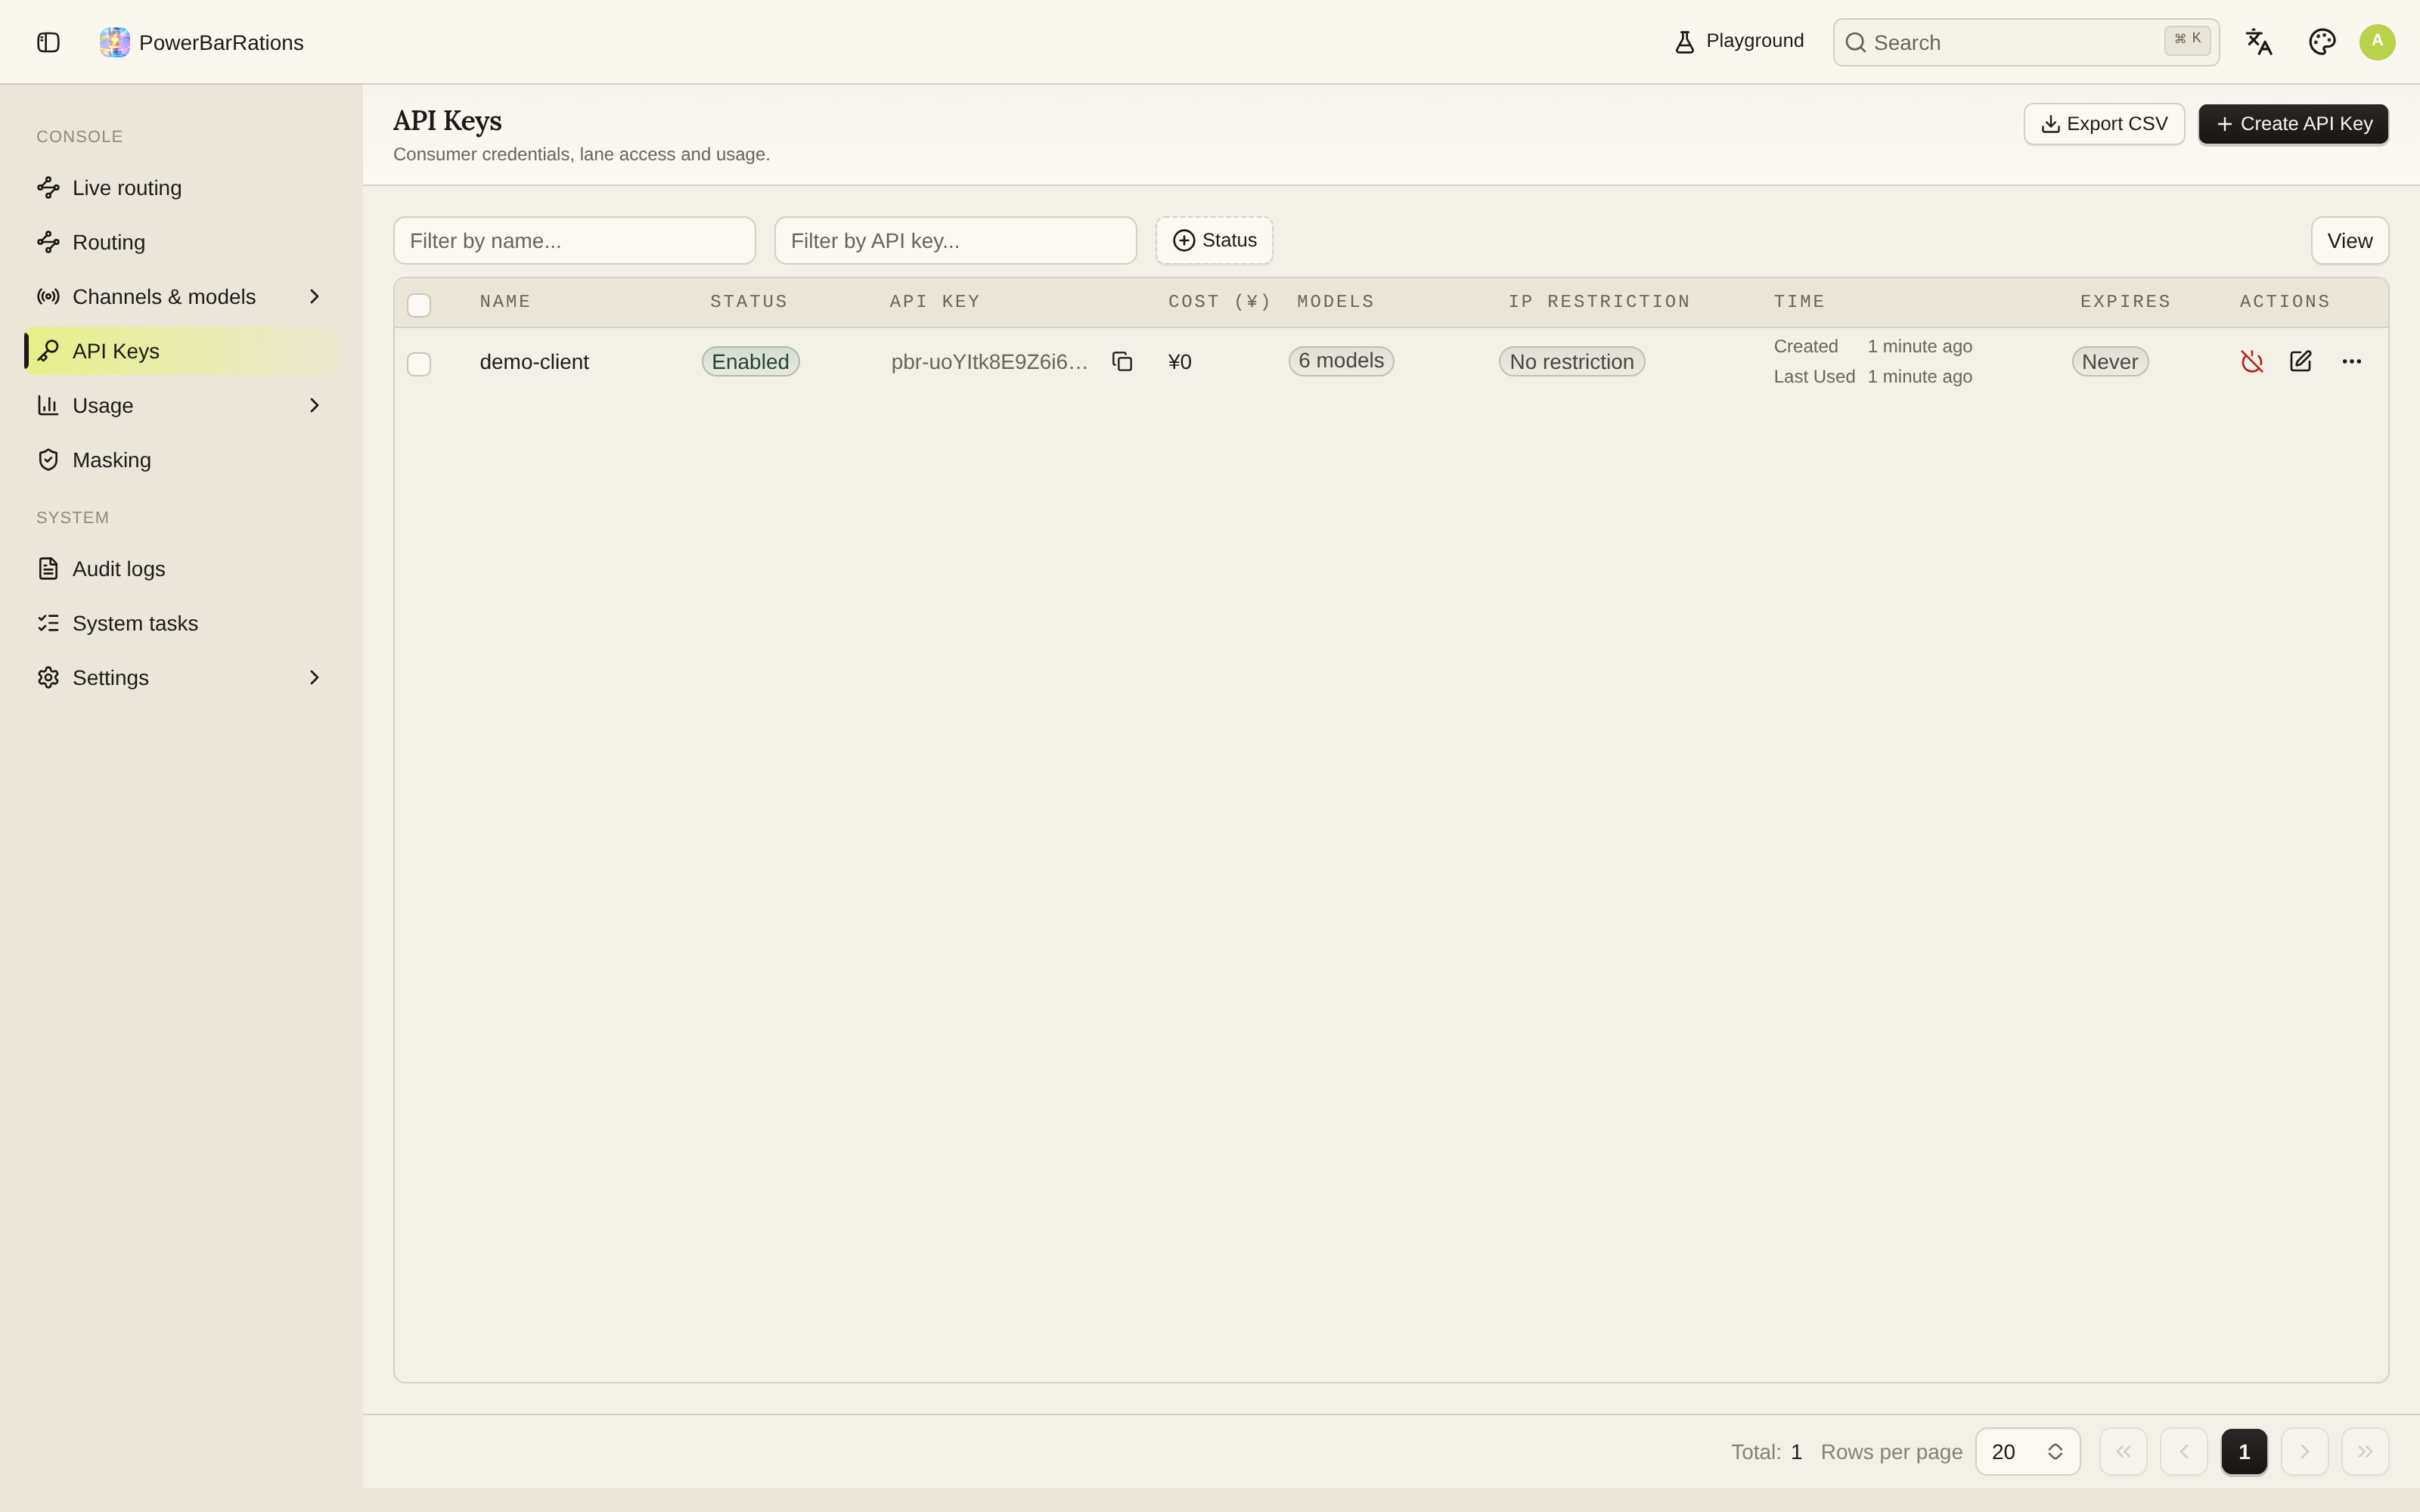 PowerBarRations
Playground
Search
⌘ K
A
CONSOLE
Live routing
Routing
Channels & models
API Keys
Usage
Masking
SYSTEM
Audit logs
System tasks
Settings
API Keys
Consumer credentials, lane access and usage.
Export CSV
Create API Key
Filter by name...
Filter by API key...
Status
View
NAME STATUS API KEY COST (¥) MODELS IP RESTRICTION TIME EXPIRES ACTIONS
demo-client Enabled pbr-uoYItk8E9Z6i6... ¥0 6 models No restriction Created 1 minute ago Never
Last Used 1 minute ago
Total: 1 Rows per page 20 1